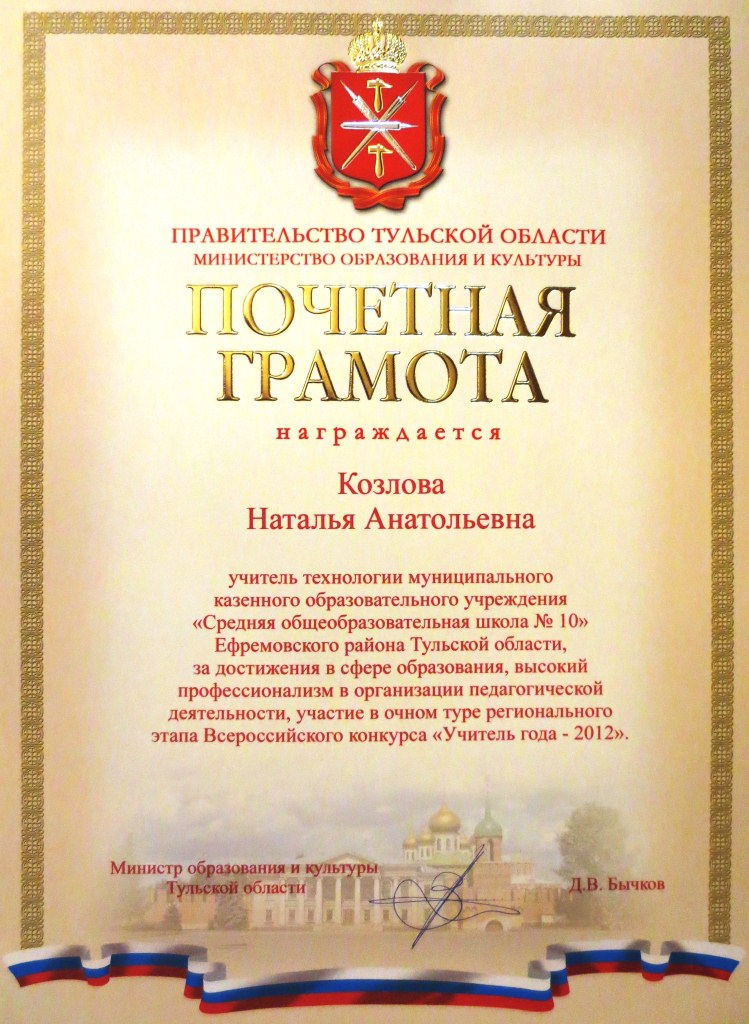 ПРАВИТЕЛЬСТВО ТУЛЬСКОЙ ОБЛАСТИ
МИНИСТЕРСТВО ОБРАЗОВАНИЯ И КУЛЬТУРЫ
ПОЧЕТНАЯ
ГРАМОТА
награждается
Козлова
Наталья Анатольевна
учитель технологии муниципального
казенного образовательного учреждения
«Средняя общеобразовательная школа № 10»
Ефремовского района Тульской области,
за достижения в сфере образования, высокий
профессионализм в организации педагогической
деятельности, участие в очном туре регионального
этапа Всероссийского конкурса «Учитель года - 2012».
Министр образования и культуры
Тульской области
Д.В. Бычков